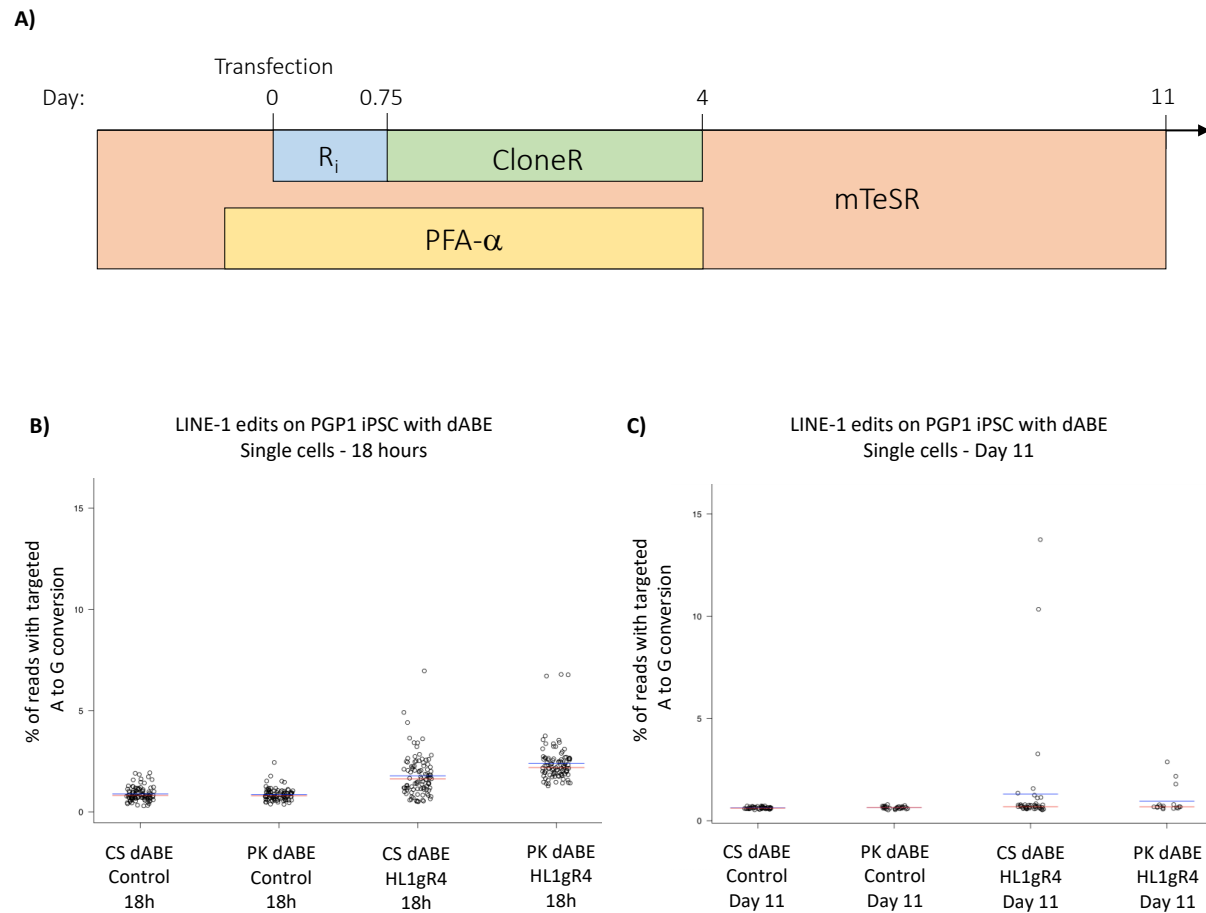 A)
Transfection
Day: 0 0.75 4 11
Ri CloneR
mTeSR
PFA-α
B) LINE-1 edits on PGP1 iPSC with dABE
Single cells - 18 hours
% of reads with targeted
A to G conversion
15
10
5
0
CS dABE PK dABE CS dABE PK dABE
Control Control HL1gR4 HL1gR4
18h 18h 18h 18h
C) LINE-1 edits on PGP1 iPSC with dABE
Single cells - Day 11
% of reads with targeted
A to G conversion
15
10
5
0
CS dABE PK dABE CS dABE PK dABE
Control Control HL1gR4 HL1gR4
Day 11 Day 11 Day 11 Day 11